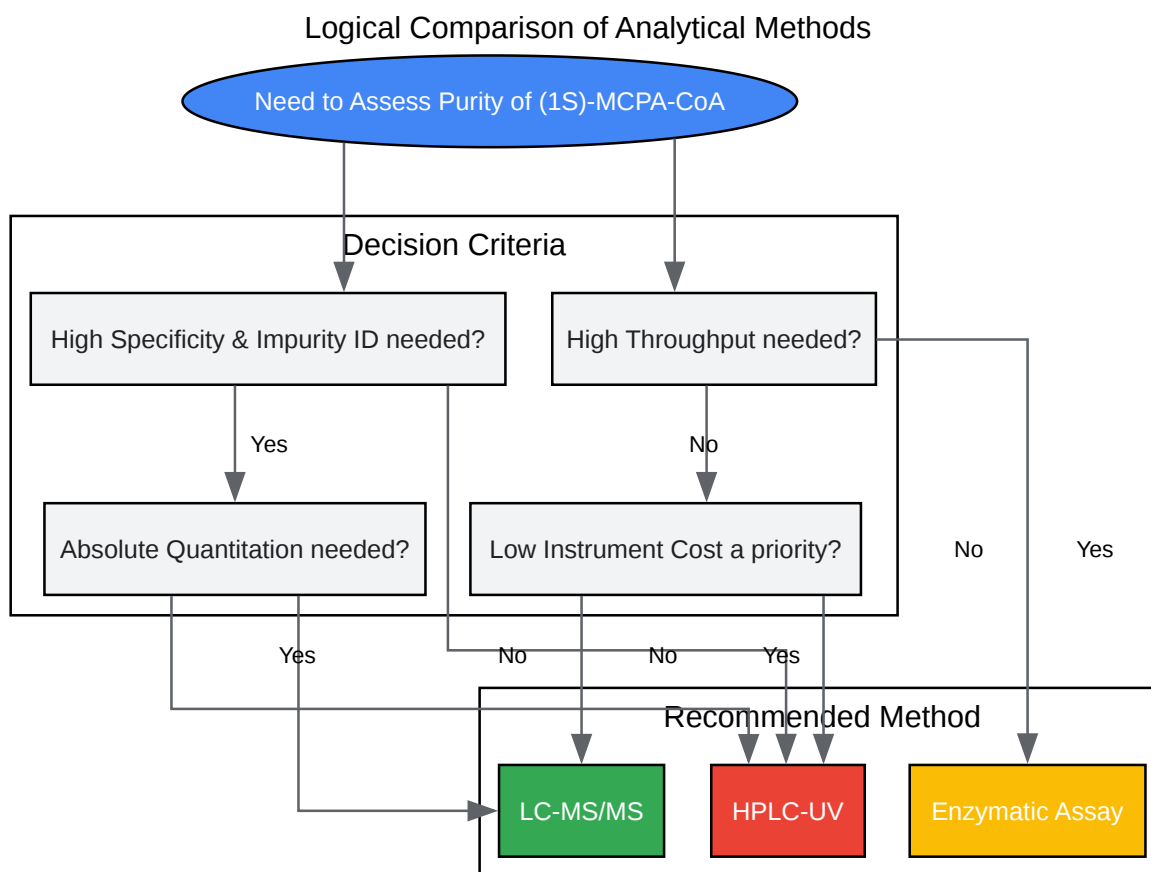 Logical Comparison of Analytical Methods
Need to Assess Purity of (1S)-MCPA-CoA
Decision Criteria
High Specificity & Impurity ID needed?
High Throughput needed?
Yes
No
Absolute Quantitation needed?
Low Instrument Cost a priority?
No
Yes
Yes
No
No
Yes
Recommended Method
LC-MS/MS
HPLC-UV
Enzymatic Assay